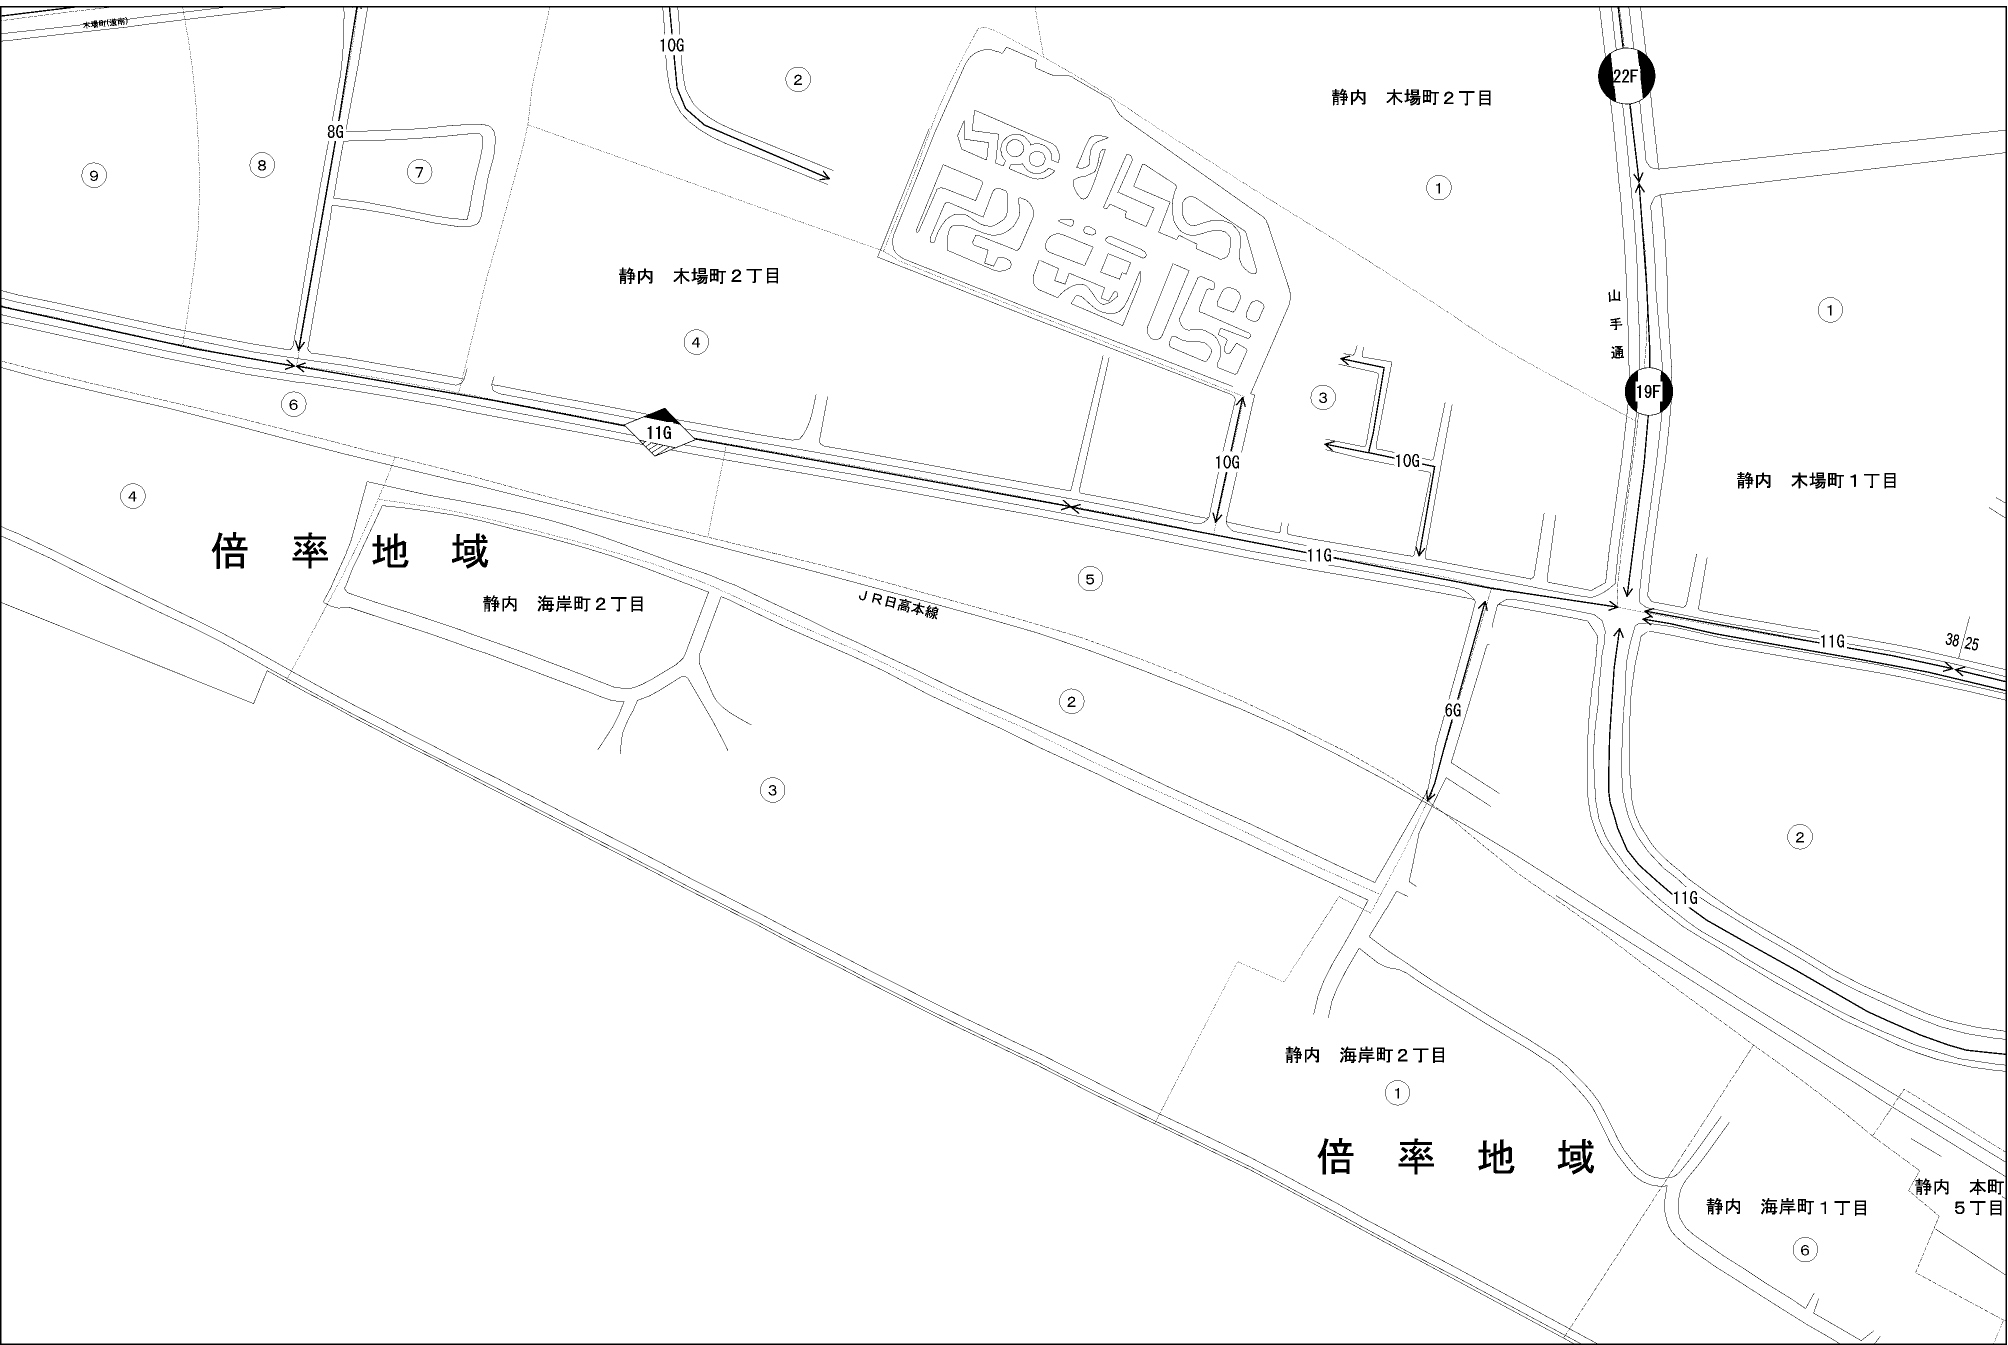 木場町(道南)
10G
22F
②
静内　木場町２丁目
8G
⑨
⑧
⑦
①
静内　木場町２丁目
山手通
①
④
19F
③
⑥
11G
10G
10G
静内　木場町１丁目
④
倍率地域
11G
⑤
静内　海岸町２丁目
ＪＲ日高本線
11G
38
25
②
6G
③
②
11G
静内　海岸町２丁目
①
倍率地域
静内　本町
５丁目
静内　海岸町１丁目
⑥